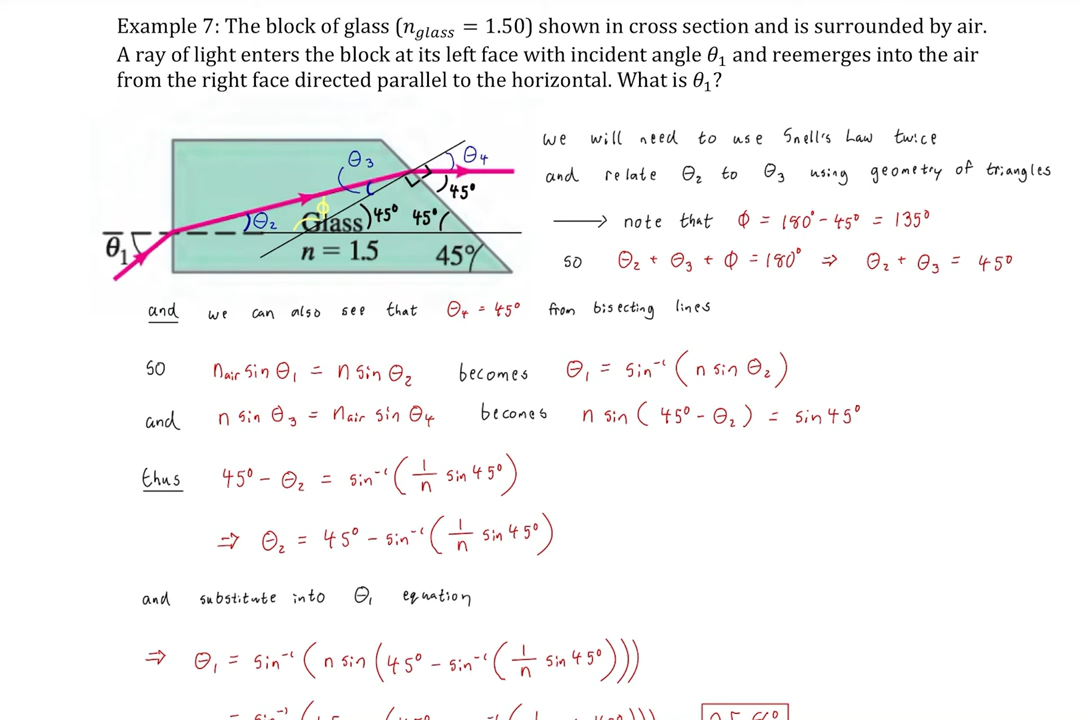 Example 7: The block of glass (n_glass = 1.50) shown in cross section and is surrounded by air.
A ray of light enters the block at its left face with incident angle θ₁ and reemerges into the air
from the right face directed parallel to the horizontal. What is θ₁?
we will need to use Snell's Law twice
and relate θ₂ to θ₃ using geometry of triangles
→ note that Φ = 180° - 45° = 135°
so θ₂ + θ₃ + Φ = 180° ⇒ θ₂ + θ₃ = 45°
θ₃ θ₄
45°
Φ
θ₂ Glass 45° 45°
θ₁ n = 1.5 45°
and we can also see that θ₄ = 45° from bisecting lines
so n_air sin θ₁ = n sin θ₂ becomes θ₁ = sin⁻¹(n sin θ₂)
and n sin θ₃ = n_air sin θ₄ becomes n sin(45° - θ₂) = sin 45°
thus 45° - θ₂ = sin⁻¹(1/n sin 45°)
⇒ θ₂ = 45° - sin⁻¹(1/n sin 45°)
and substitute into θ₁ equation
⇒ θ₁ = sin⁻¹(n sin(45° - sin⁻¹(1/n sin 45°)))